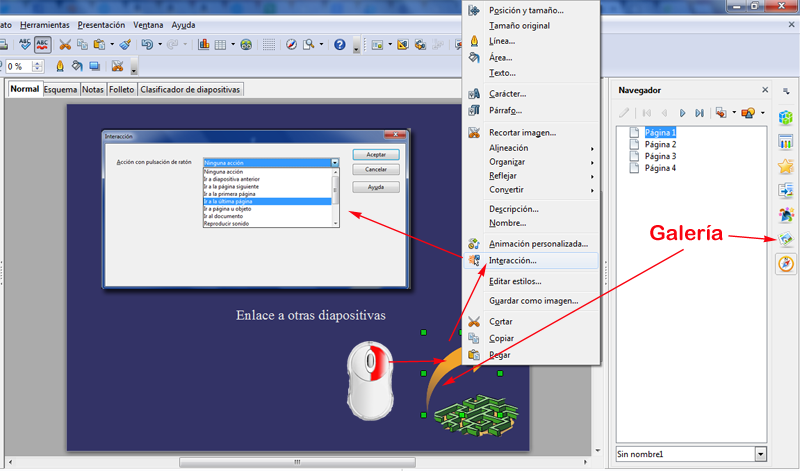 ato Herramientas Presentación Ventana Ayuda
0 %
Normal Esquema Notas Folleto Clasificador de diapositivas
Interacción
Acción con pulsación de ratón
Ninguna acción
Ninguna acción
Ir a diapositiva anterior
Ir a la página siguiente
Ir a la primera página
Ir a la última página
Ir a página u objeto
Ir al documento
Reproducir sonido
Aceptar
Cancelar
Ayuda
Enlace a otras diapositivas
Posición y tamaño...
Tamaño original
Línea...
Área...
Texto...
Carácter...
Párrafo...
Recortar imagen...
Alineación
Organizar
Reflejar
Convertir
Descripción...
Nombre...
Animación personalizada...
Interacción...
Editar estilos...
Guardar como imagen...
Cortar
Copiar
Pegar
Navegador
Página 1
Página 2
Página 3
Página 4
Galería
Sin nombre1